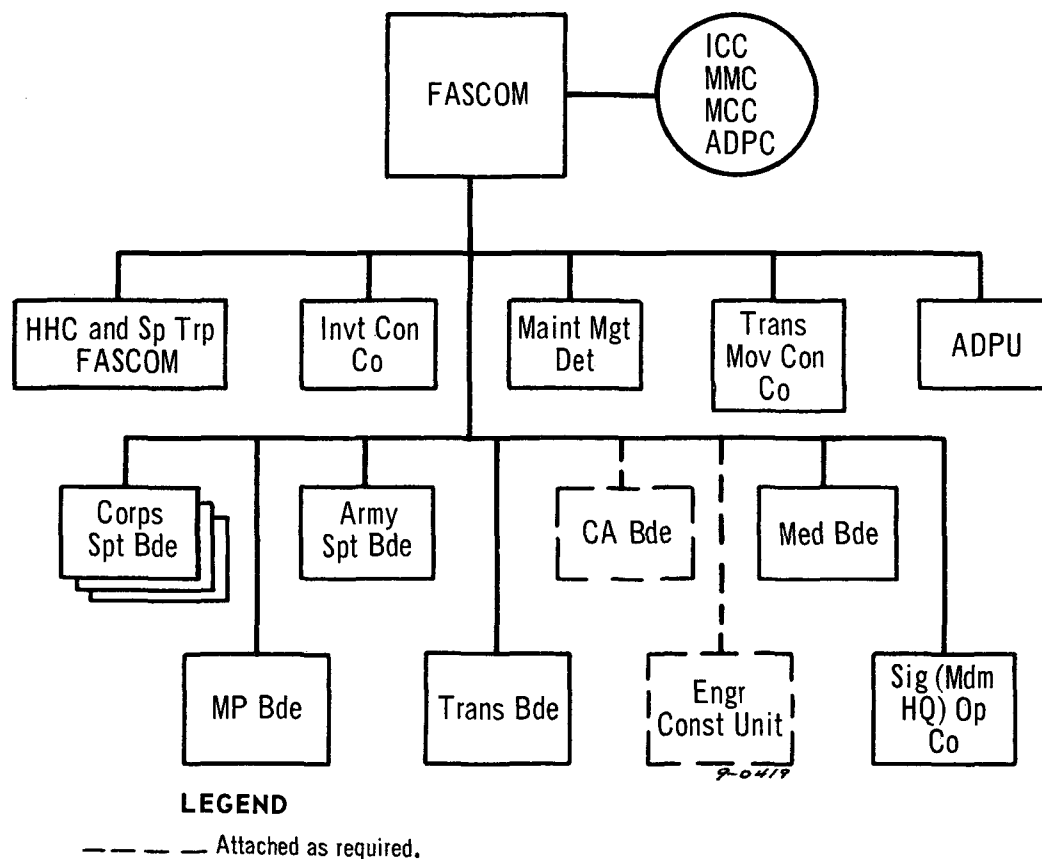 FASCOM
ICC
MMC
MCC
ADPC
HHC and Sp Trp
FASCOM
Invt Con
Co
Maint Mgt
Det
Trans
Mov Con
Co
ADPU
Corps
Spt Bde
Army
Spt Bde
CA Bde
Med Bde
MP Bde
Trans Bde
Engr
Const Unit
Sig (Mdm
HQ) Op
Co
9-0419
LEGEND
Attached as required.